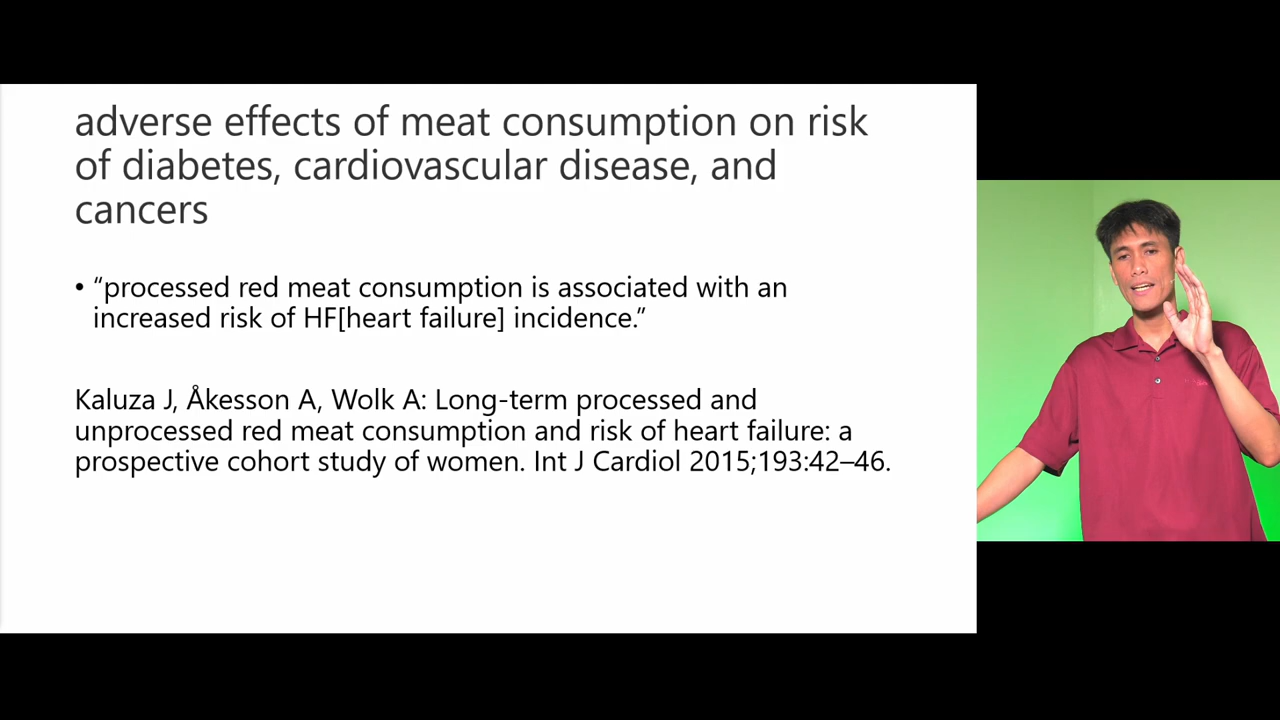 adverse effects of meat consumption on risk
of diabetes, cardiovascular disease, and
cancers
• “processed red meat consumption is associated with an
increased risk of HF[heart failure] incidence.”
Kaluza J, Åkesson A, Wolk A: Long-term processed and
unprocessed red meat consumption and risk of heart failure: a
prospective cohort study of women. Int J Cardiol 2015;193:42–46.